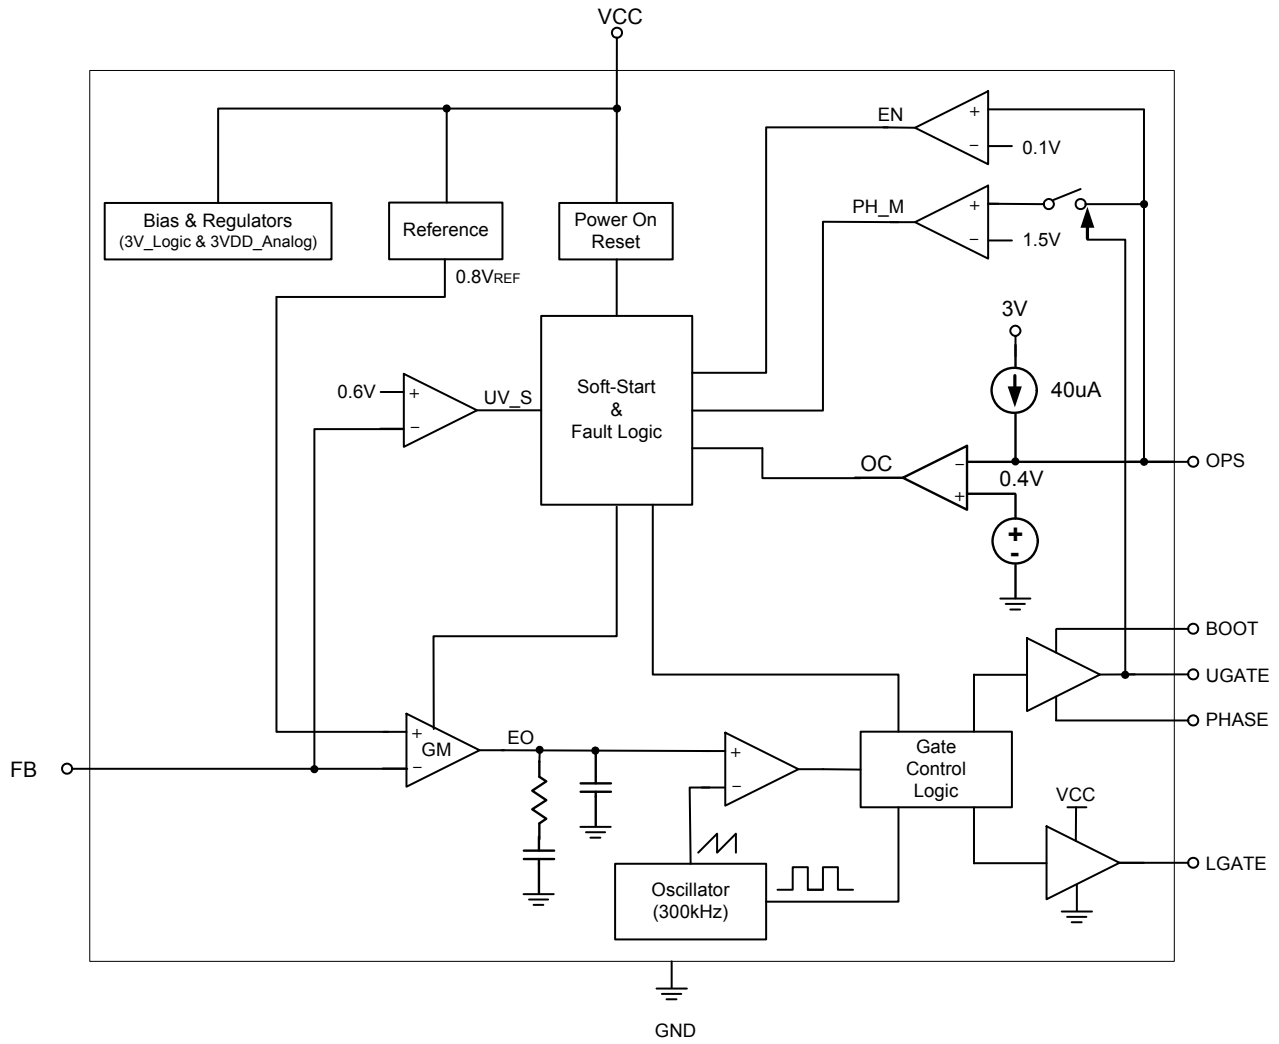 VCC
EN
+
−
0.1V
PH_M
+
−
1.5V
Bias & Regulators
(3V_Logic & 3VDD_Analog)
Reference
Power On
Reset
0.8VREF
3V
40uA
0.6V
+
−
UV_S
Soft-Start
&
Fault Logic
OC
−
+
0.4V
OPS
+
-
BOOT
UGATE
PHASE
FB
+
GM
−
EO
+
−
Gate
Control
Logic
VCC
LGATE
Oscillator
(300kHz)
GND